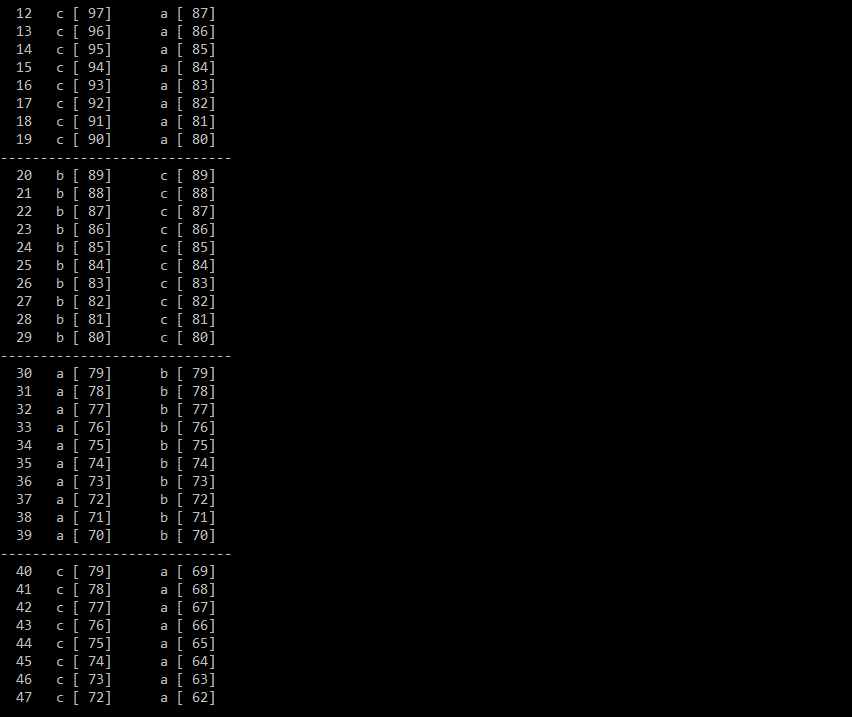 12   c [ 97]      a [ 87]
13   c [ 96]      a [ 86]
14   c [ 95]      a [ 85]
15   c [ 94]      a [ 84]
16   c [ 93]      a [ 83]
17   c [ 92]      a [ 82]
18   c [ 91]      a [ 81]
19   c [ 90]      a [ 80]
-----------------------------
20   b [ 89]      c [ 89]
21   b [ 88]      c [ 88]
22   b [ 87]      c [ 87]
23   b [ 86]      c [ 86]
24   b [ 85]      c [ 85]
25   b [ 84]      c [ 84]
26   b [ 83]      c [ 83]
27   b [ 82]      c [ 82]
28   b [ 81]      c [ 81]
29   b [ 80]      c [ 80]
-----------------------------
30   a [ 79]      b [ 79]
31   a [ 78]      b [ 78]
32   a [ 77]      b [ 77]
33   a [ 76]      b [ 76]
34   a [ 75]      b [ 75]
35   a [ 74]      b [ 74]
36   a [ 73]      b [ 73]
37   a [ 72]      b [ 72]
38   a [ 71]      b [ 71]
39   a [ 70]      b [ 70]
-----------------------------
40   c [ 79]      a [ 69]
41   c [ 78]      a [ 68]
42   c [ 77]      a [ 67]
43   c [ 76]      a [ 66]
44   c [ 75]      a [ 65]
45   c [ 74]      a [ 64]
46   c [ 73]      a [ 63]
47   c [ 72]      a [ 62]